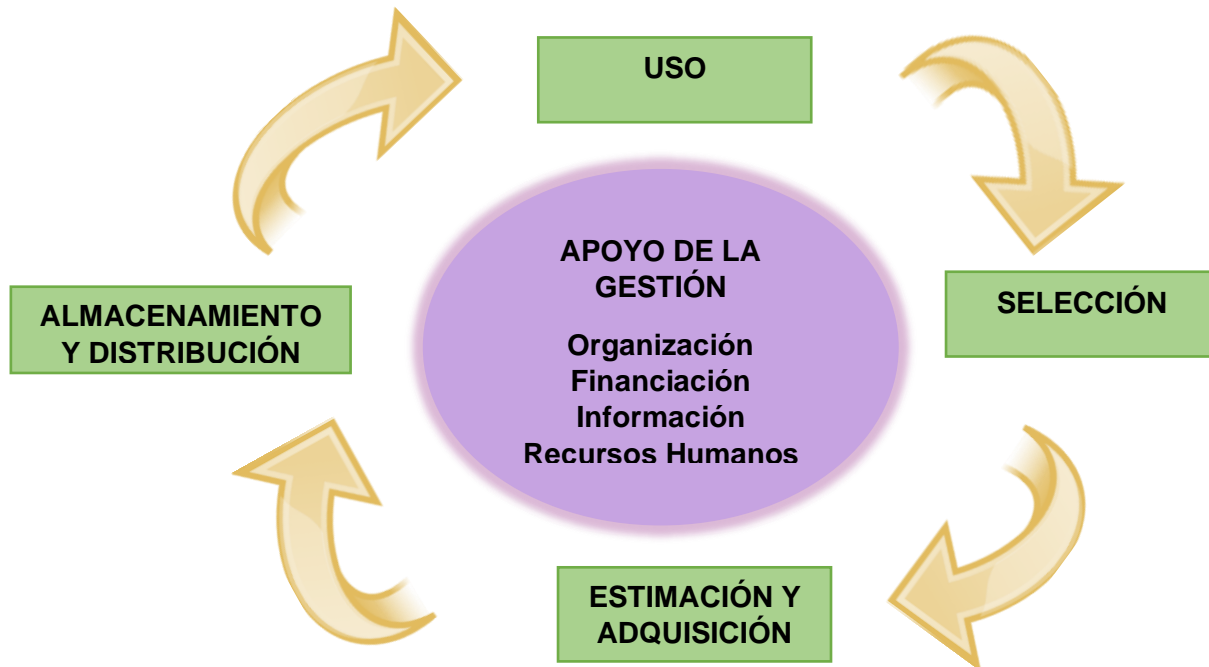 USO
SELECCIÓN
ESTIMACIÓN Y
ADQUISICIÓN
ALMACENAMIENTO
Y DISTRIBUCIÓN
APOYO DE LA
GESTIÓN
Organización
Financiación
Información
Recursos Humanos